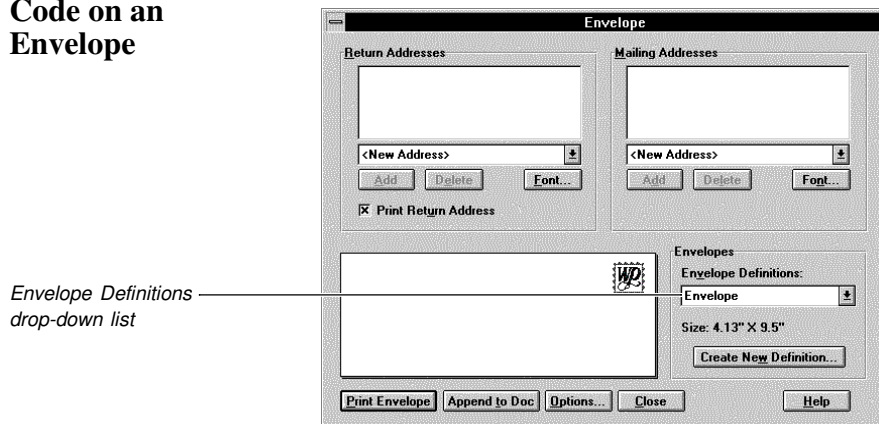 Code on an
Envelope
Envelope
Return Addresses
Mailing Addresses
<New Address>
<New Address>
Add Delete Font...
Add Delete Font...
Print Return Address
WP
Envelopes
Envelope Definitions:
Envelope
Size: 4.13" X 9.5"
Create New Definition...
Envelope Definitions
drop-down list
Print Envelope Append to Doc Options... Close Help